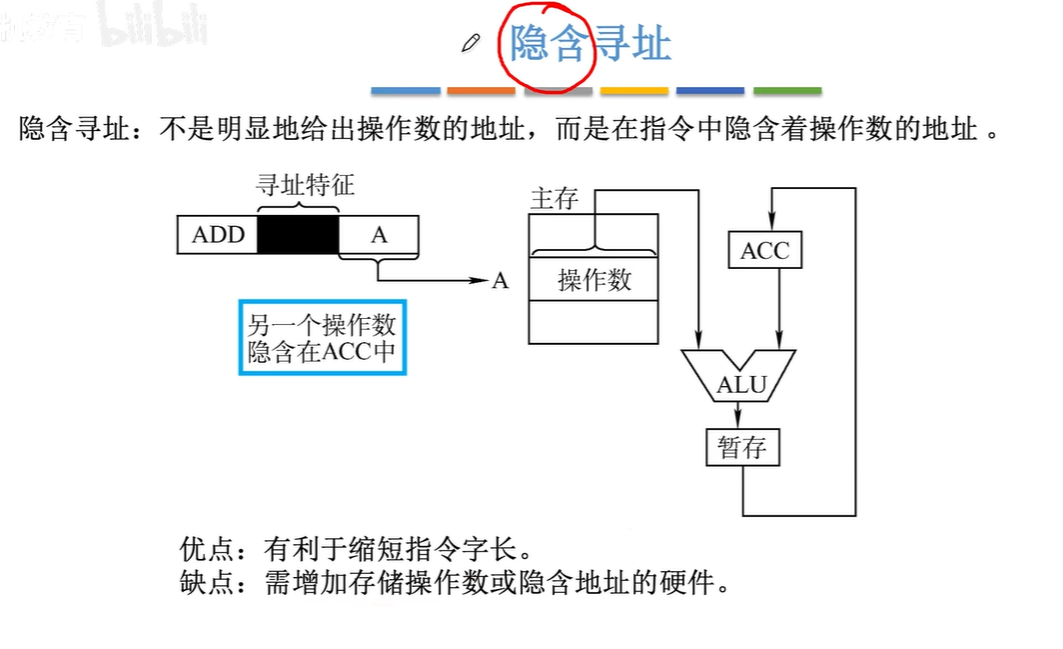 bilibili
隐含寻址
隐含寻址：不是明显地给出操作数的地址，而是在指令中隐含着操作数的地址 。
寻址特征
ADD
A
A
主存
操作数
ACC
另一个操作数
隐含在ACC中
ALU
暂存
优点：有利于缩短指令字长。
缺点：需增加存储操作数或隐含地址的硬件。